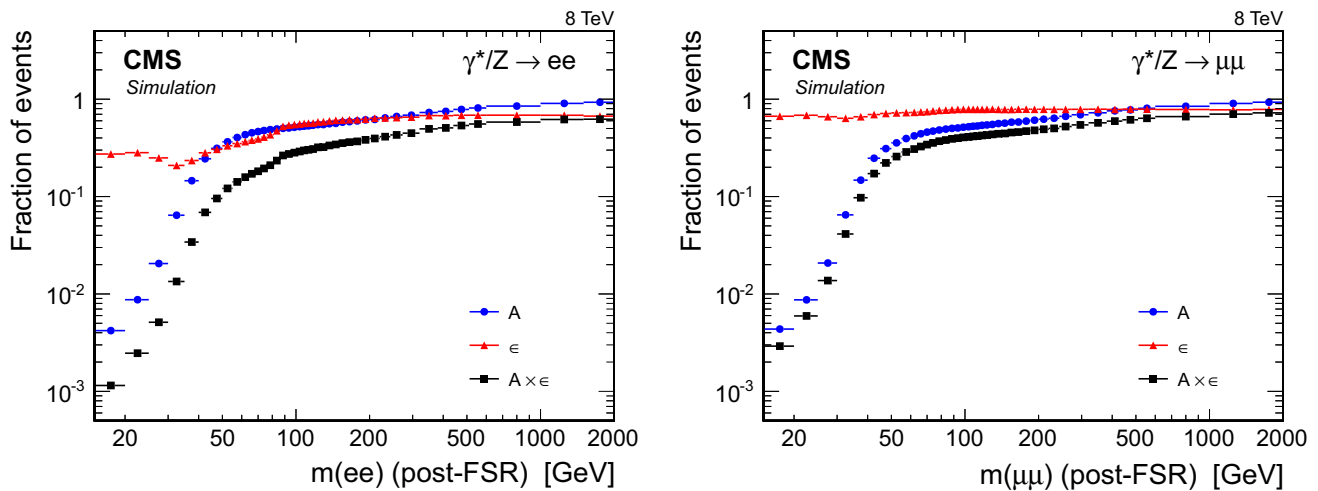 8 TeV
CMS
Simulation
γ*/Z → ee
Fraction of events
1
10⁻¹
10⁻²
10⁻³
A
ϵ
A × ϵ
20 50 100 200 500 1000 2000
m(ee) (post-FSR) [GeV]
8 TeV
CMS
Simulation
γ*/Z → μμ
Fraction of events
1
10⁻¹
10⁻²
10⁻³
A
ϵ
A × ϵ
20 50 100 200 500 1000 2000
m(μμ) (post-FSR) [GeV]